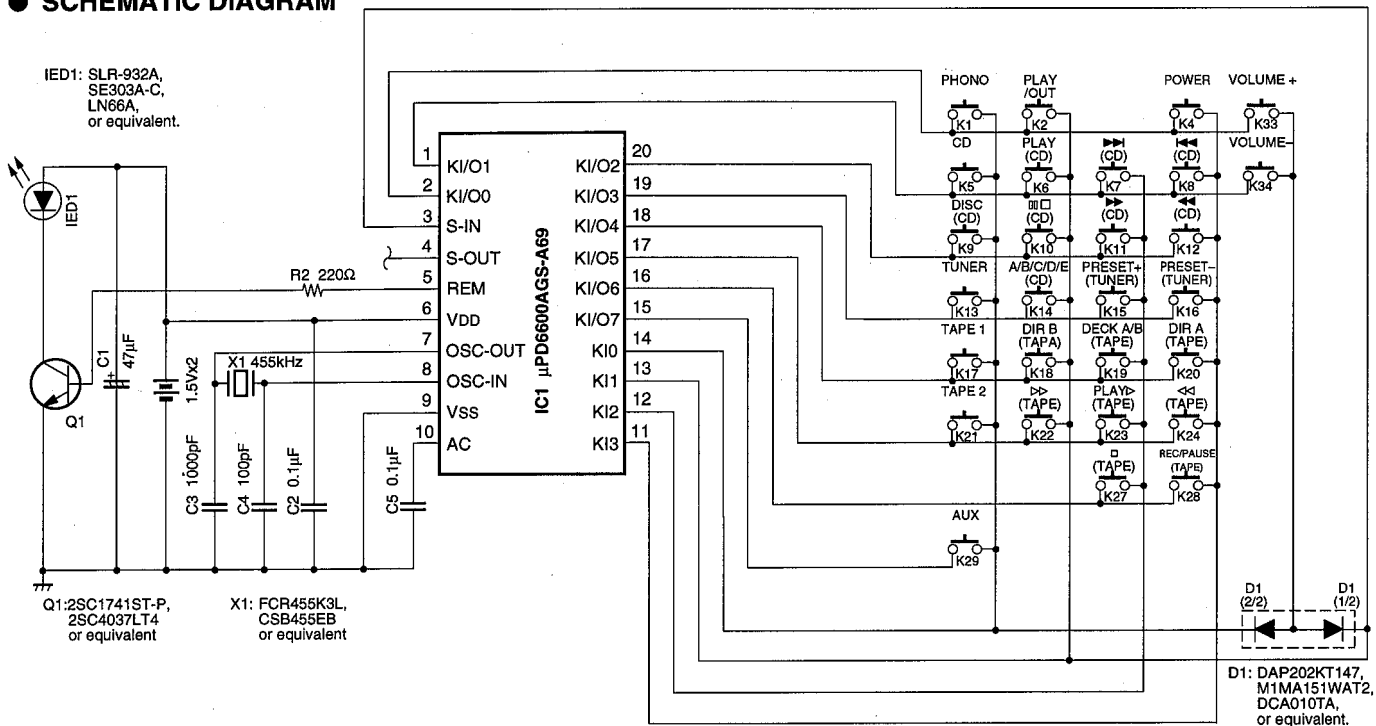 ● SCHEMATIC DIAGRAM
IED1: SLR-932A,
SE303A-C,
LN66A,
or equivalent.
IED1
Q1
C1
47μF
1.5Vx2
R2 220Ω
X1 455kHz
C3 1000pF
C4 100pF
C2 0.1μF
C5 0.1μF
Q1:2SC1741ST-P,
2SC4037LT4
or equivalent
X1: FCR455K3L,
CSB455EB
or equivalent
IC1 μPD6600AGS-A69
1 KI/O1
2 KI/O0
3 S-IN
4 S-OUT
5 REM
6 VDD
7 OSC-OUT
8 OSC-IN
9 VSS
10 AC
20 KI/O2
19 KI/O3
18 KI/O4
17 KI/O5
16 KI/O6
15 KI/O7
14 KI0
13 KI1
12 KI2
11 KI3
PHONO PLAY POWER VOLUME +
/OUT
K1 K2 K4 K33
CD PLAY ▶▶| |◀◀ VOLUME–
(CD) (CD) (CD)
K5 K6 K7 K8 K34
DISC ▯▯□ ▶▶ ◀◀
(CD) (CD) (CD) (CD)
K9 K10 K11 K12
TUNER A/B/C/D/E PRESET+ PRESET–
(CD) (TUNER) (TUNER)
K13 K14 K15 K16
TAPE 1 DIR B DECK A/B DIR A
(TAPA) (TAPE) (TAPE)
K17 K18 K19 K20
TAPE 2 ▷▷ PLAY▷ ◁◁
(TAPE) (TAPE) (TAPE)
K21 K22 K23 K24
□ REC/PAUSE
(TAPE) (TAPE)
K27 K28
AUX
K29
D1 D1
(2/2) (1/2)
D1: DAP202KT147,
M1MA151WAT2,
DCA010TA,
or equivalent.